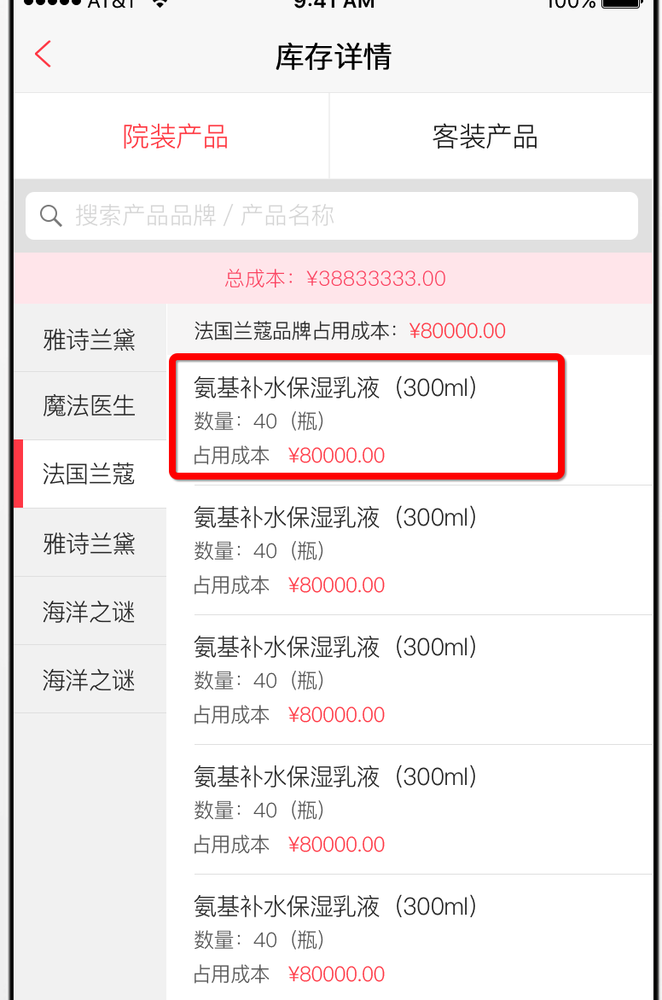 AT&T 9:41 AM 100%
库存详情
院装产品 客装产品
搜索产品品牌 / 产品名称
总成本：¥38833333.00
雅诗兰黛
魔法医生
法国兰蔻
雅诗兰黛
海洋之谜
海洋之谜
法国兰蔻品牌占用成本：¥80000.00
氨基补水保湿乳液（300ml）
数量：40（瓶）
占用成本 ¥80000.00
氨基补水保湿乳液（300ml）
数量：40（瓶）
占用成本 ¥80000.00
氨基补水保湿乳液（300ml）
数量：40（瓶）
占用成本 ¥80000.00
氨基补水保湿乳液（300ml）
数量：40（瓶）
占用成本 ¥80000.00
氨基补水保湿乳液（300ml）
数量：40（瓶）
占用成本 ¥80000.00